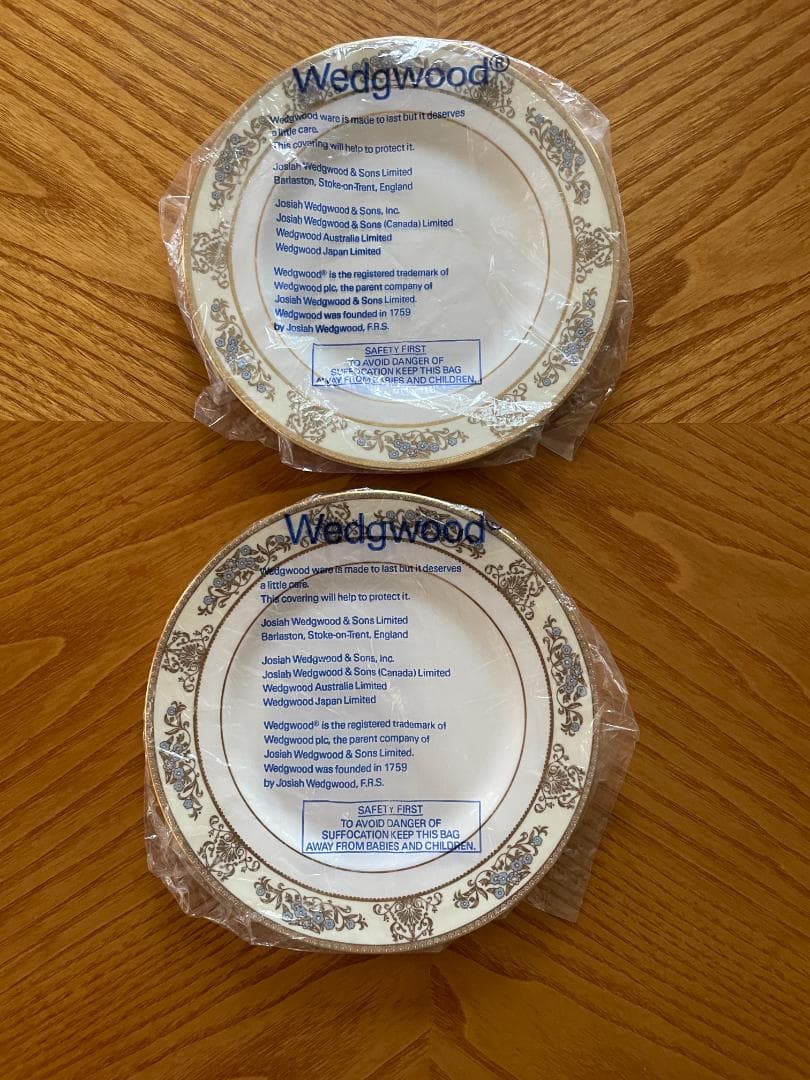 Wedgwood®
Wedgwood ware is made to last but it deserves
a little care.
This covering will help to protect it.
Josiah Wedgwood & Sons Limited
Barlaston, Stoke-on-Trent, England
Josiah Wedgwood & Sons, Inc.
Josiah Wedgwood & Sons (Canada) Limited
Wedgwood Australia Limited
Wedgwood Japan Limited
Wedgwood® is the registered trademark of
Wedgwood plc, the parent company of
Josiah Wedgwood & Sons Limited.
Wedgwood was founded in 1759
by Josiah Wedgwood, F.R.S.
SAFETY FIRST
TO AVOID DANGER OF
SUFFOCATION KEEP THIS BAG
AWAY FROM BABIES AND CHILDREN.
Wedgwood®
Wedgwood ware is made to last but it deserves
a little care.
This covering will help to protect it.
Josiah Wedgwood & Sons Limited
Barlaston, Stoke-on-Trent, England
Josiah Wedgwood & Sons, Inc.
Josiah Wedgwood & Sons (Canada) Limited
Wedgwood Australia Limited
Wedgwood Japan Limited
Wedgwood® is the registered trademark of
Wedgwood plc, the parent company of
Josiah Wedgwood & Sons Limited.
Wedgwood was founded in 1759
by Josiah Wedgwood, F.R.S.
SAFETY FIRST
TO AVOID DANGER OF
SUFFOCATION KEEP THIS BAG
AWAY FROM BABIES AND CHILDREN.